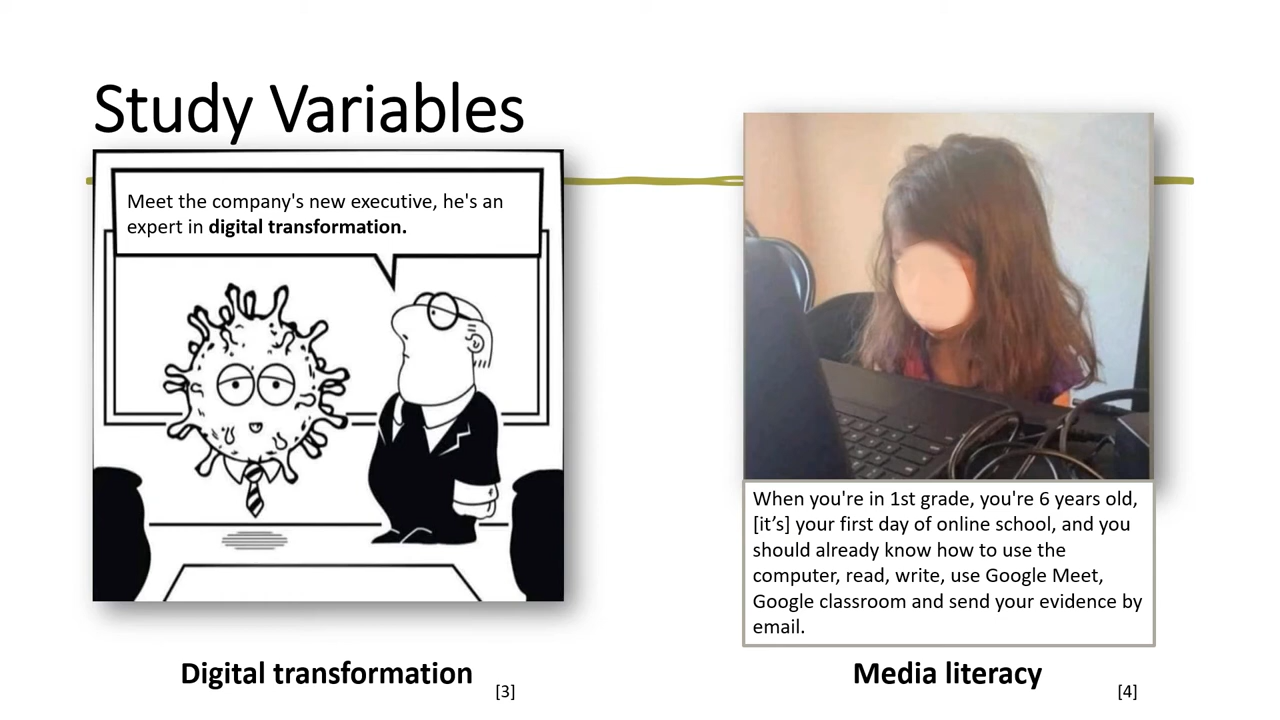 Study Variables
Meet the company's new executive, he's an
expert in digital transformation.
When you're in 1st grade, you're 6 years old,
[it’s] your first day of online school, and you
should already know how to use the
computer, read, write, use Google Meet,
Google classroom and send your evidence by
email.
Digital transformation
[3]
Media literacy
[4]